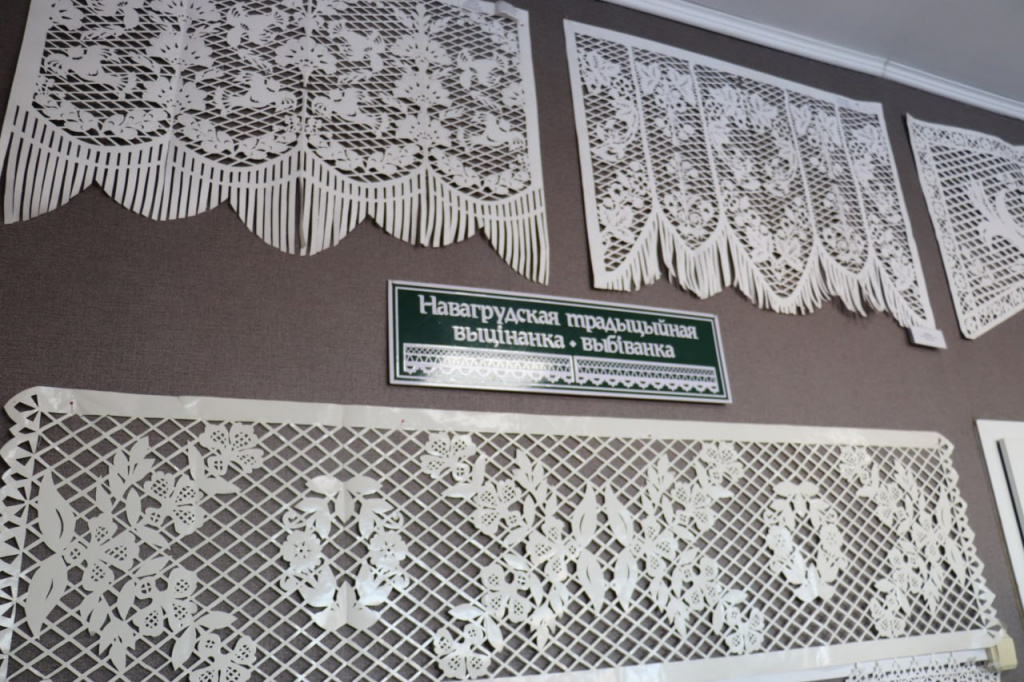 Навагрудская традыцыйная
выцінанка • выбіванка